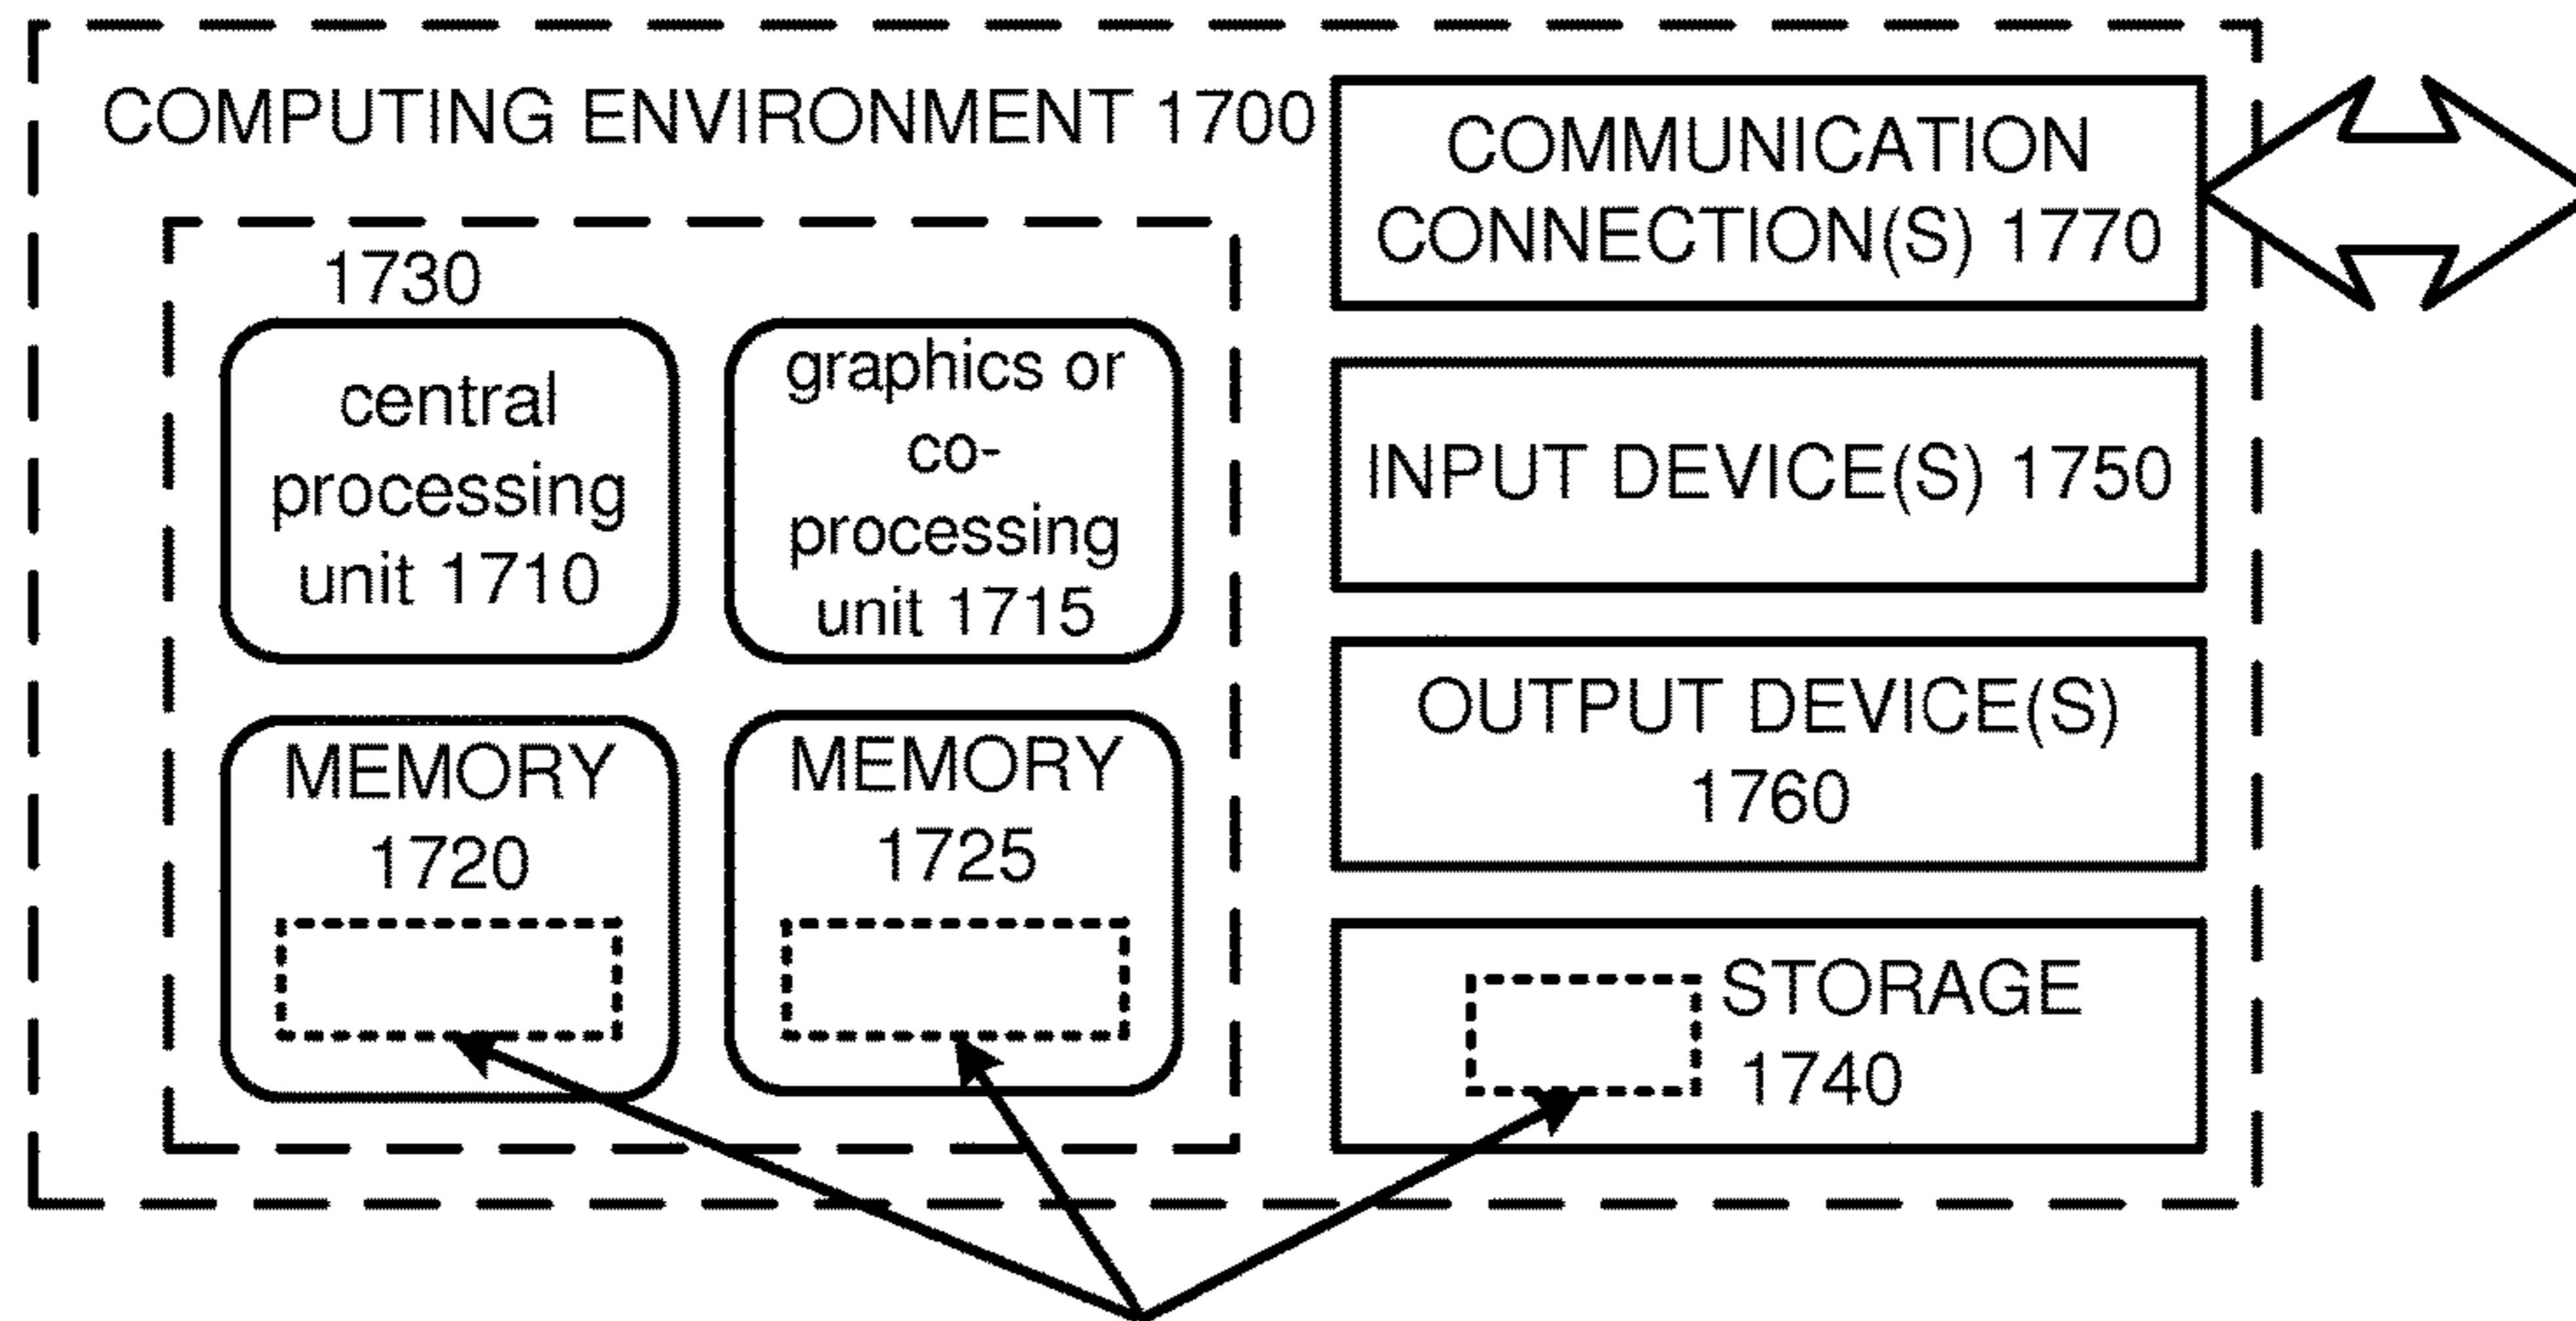 COMPUTING ENVIRONMENT 1700
1730
central
processing
unit 1710
graphics or
co-
processing
unit 1715
MEMORY
1720
MEMORY
1725
COMMUNICATION
CONNECTION(S) 1770
INPUT DEVICE(S) 1750
OUTPUT DEVICE(S)
1760
STORAGE
1740